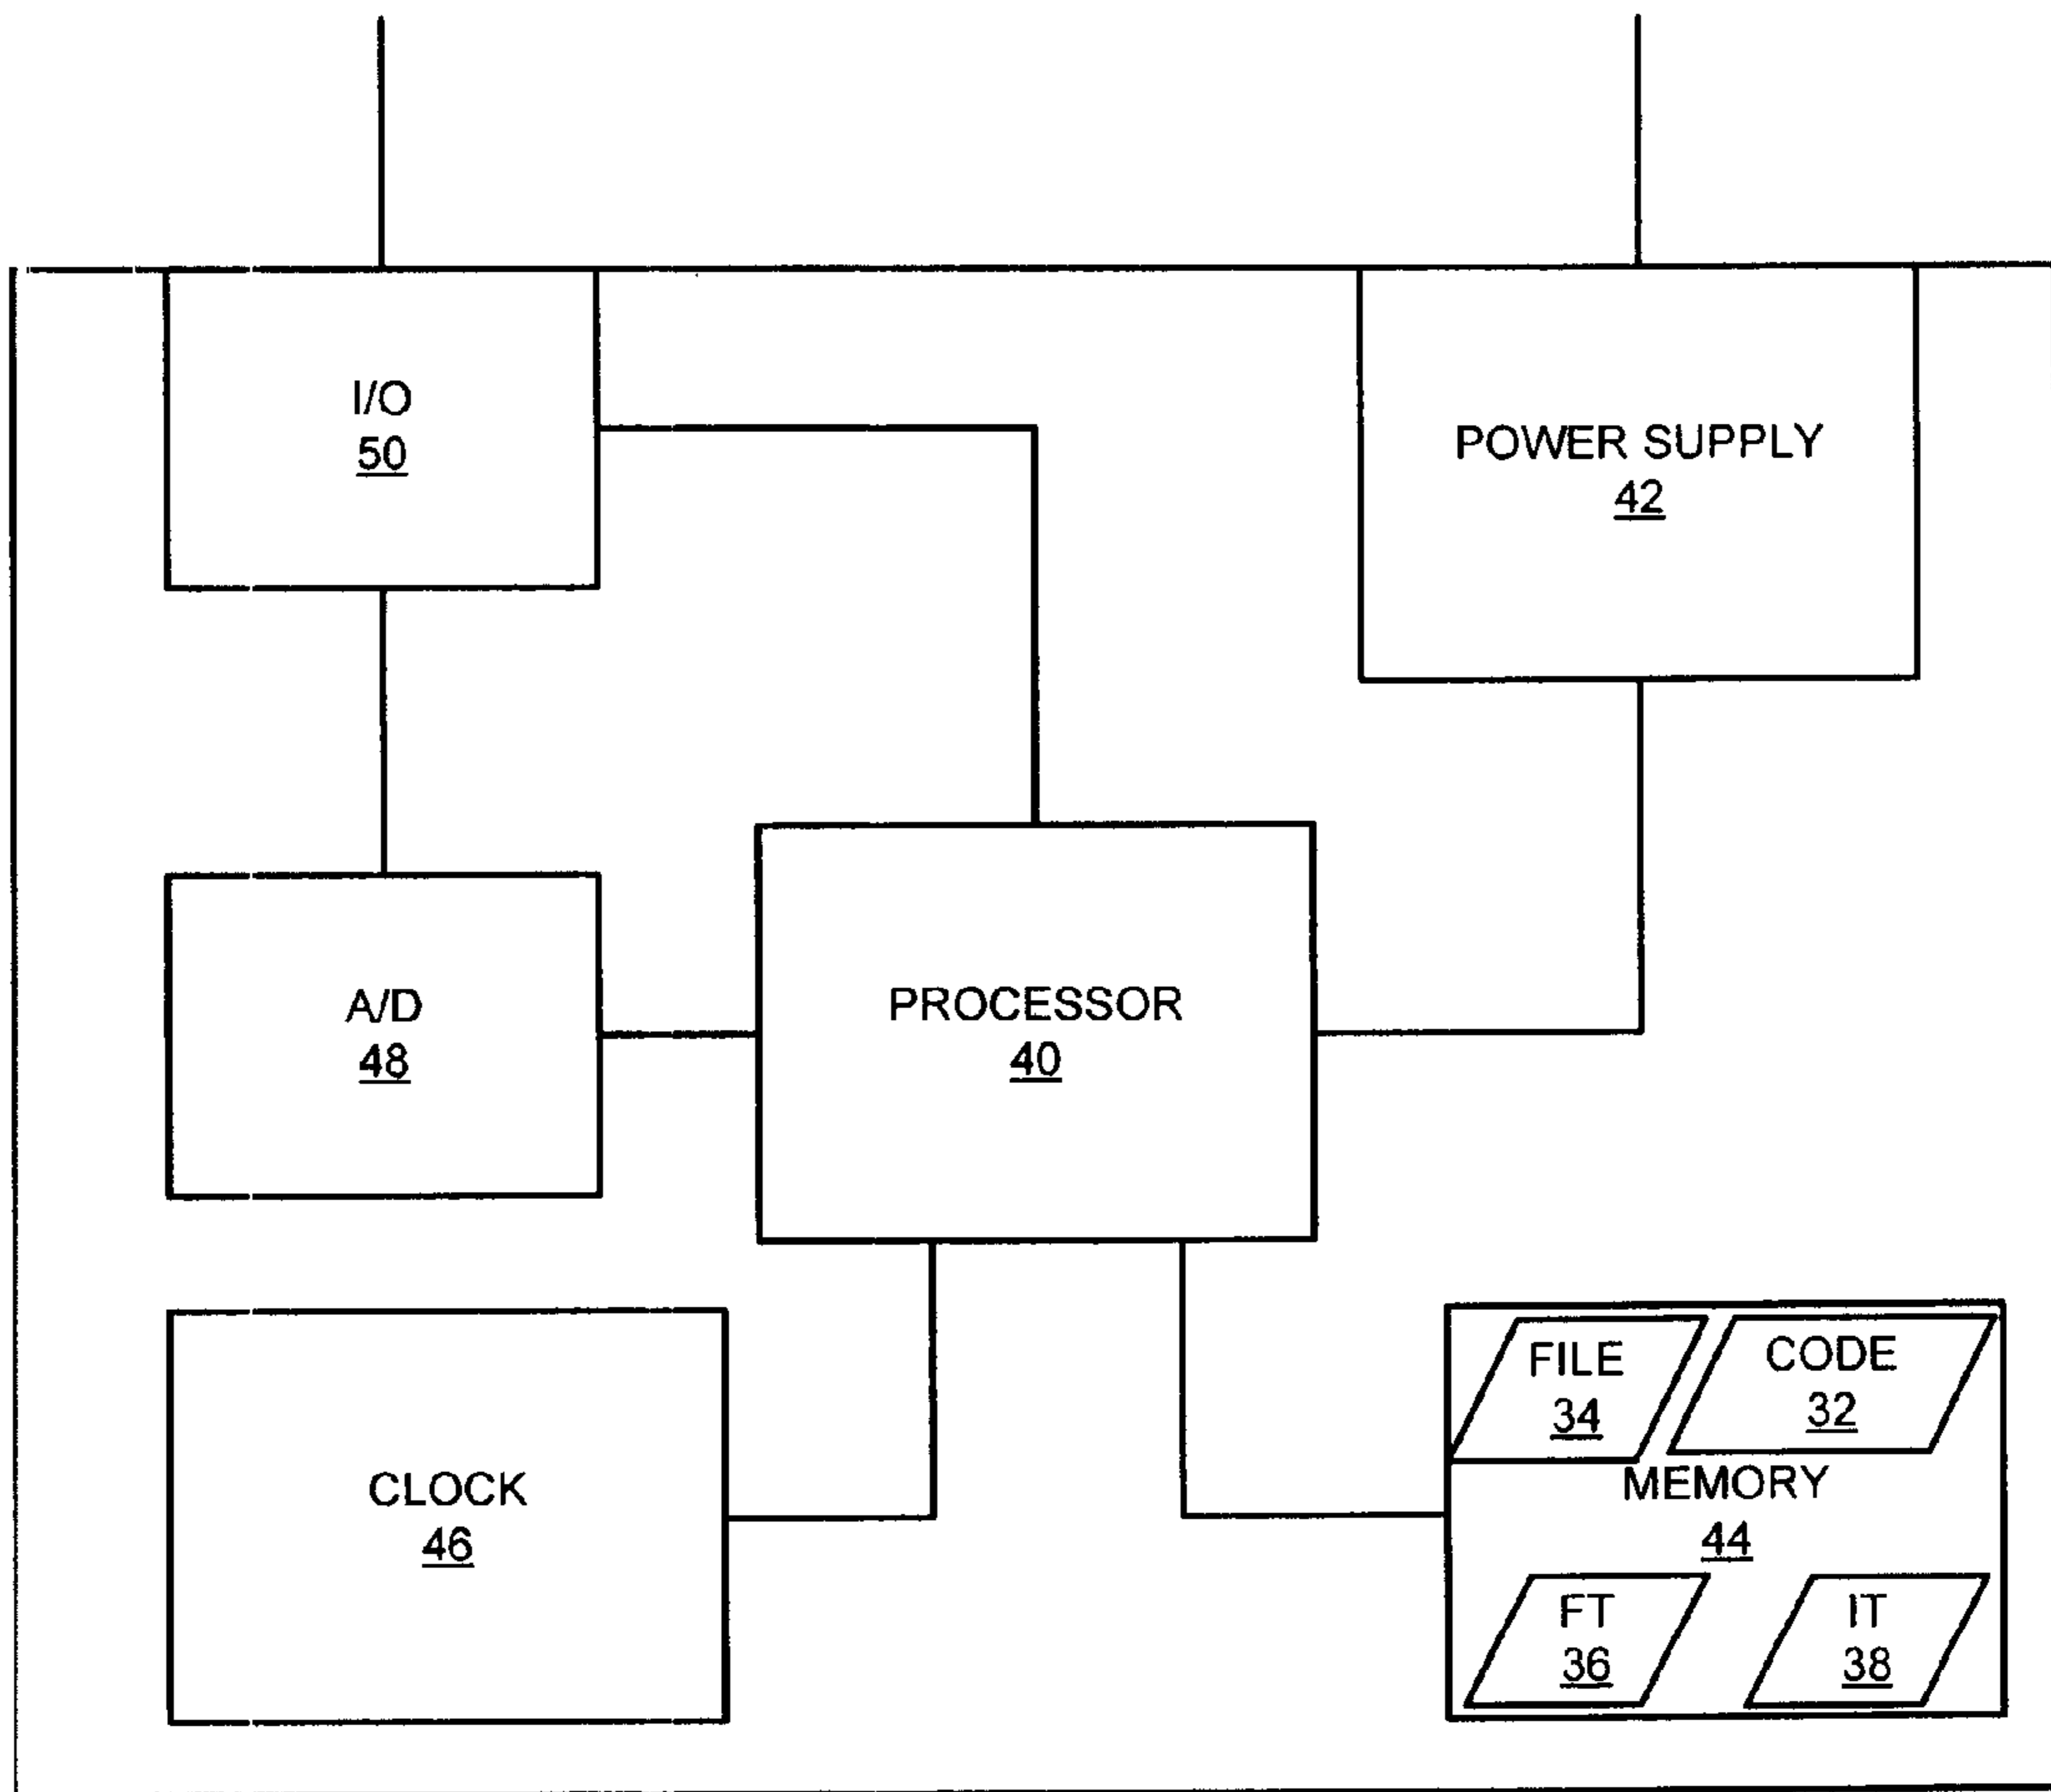 I/O
50
POWER SUPPLY
42
A/D
48
PROCESSOR
40
CLOCK
46
FILE
34
CODE
32
MEMORY
44
FT
36
IT
38